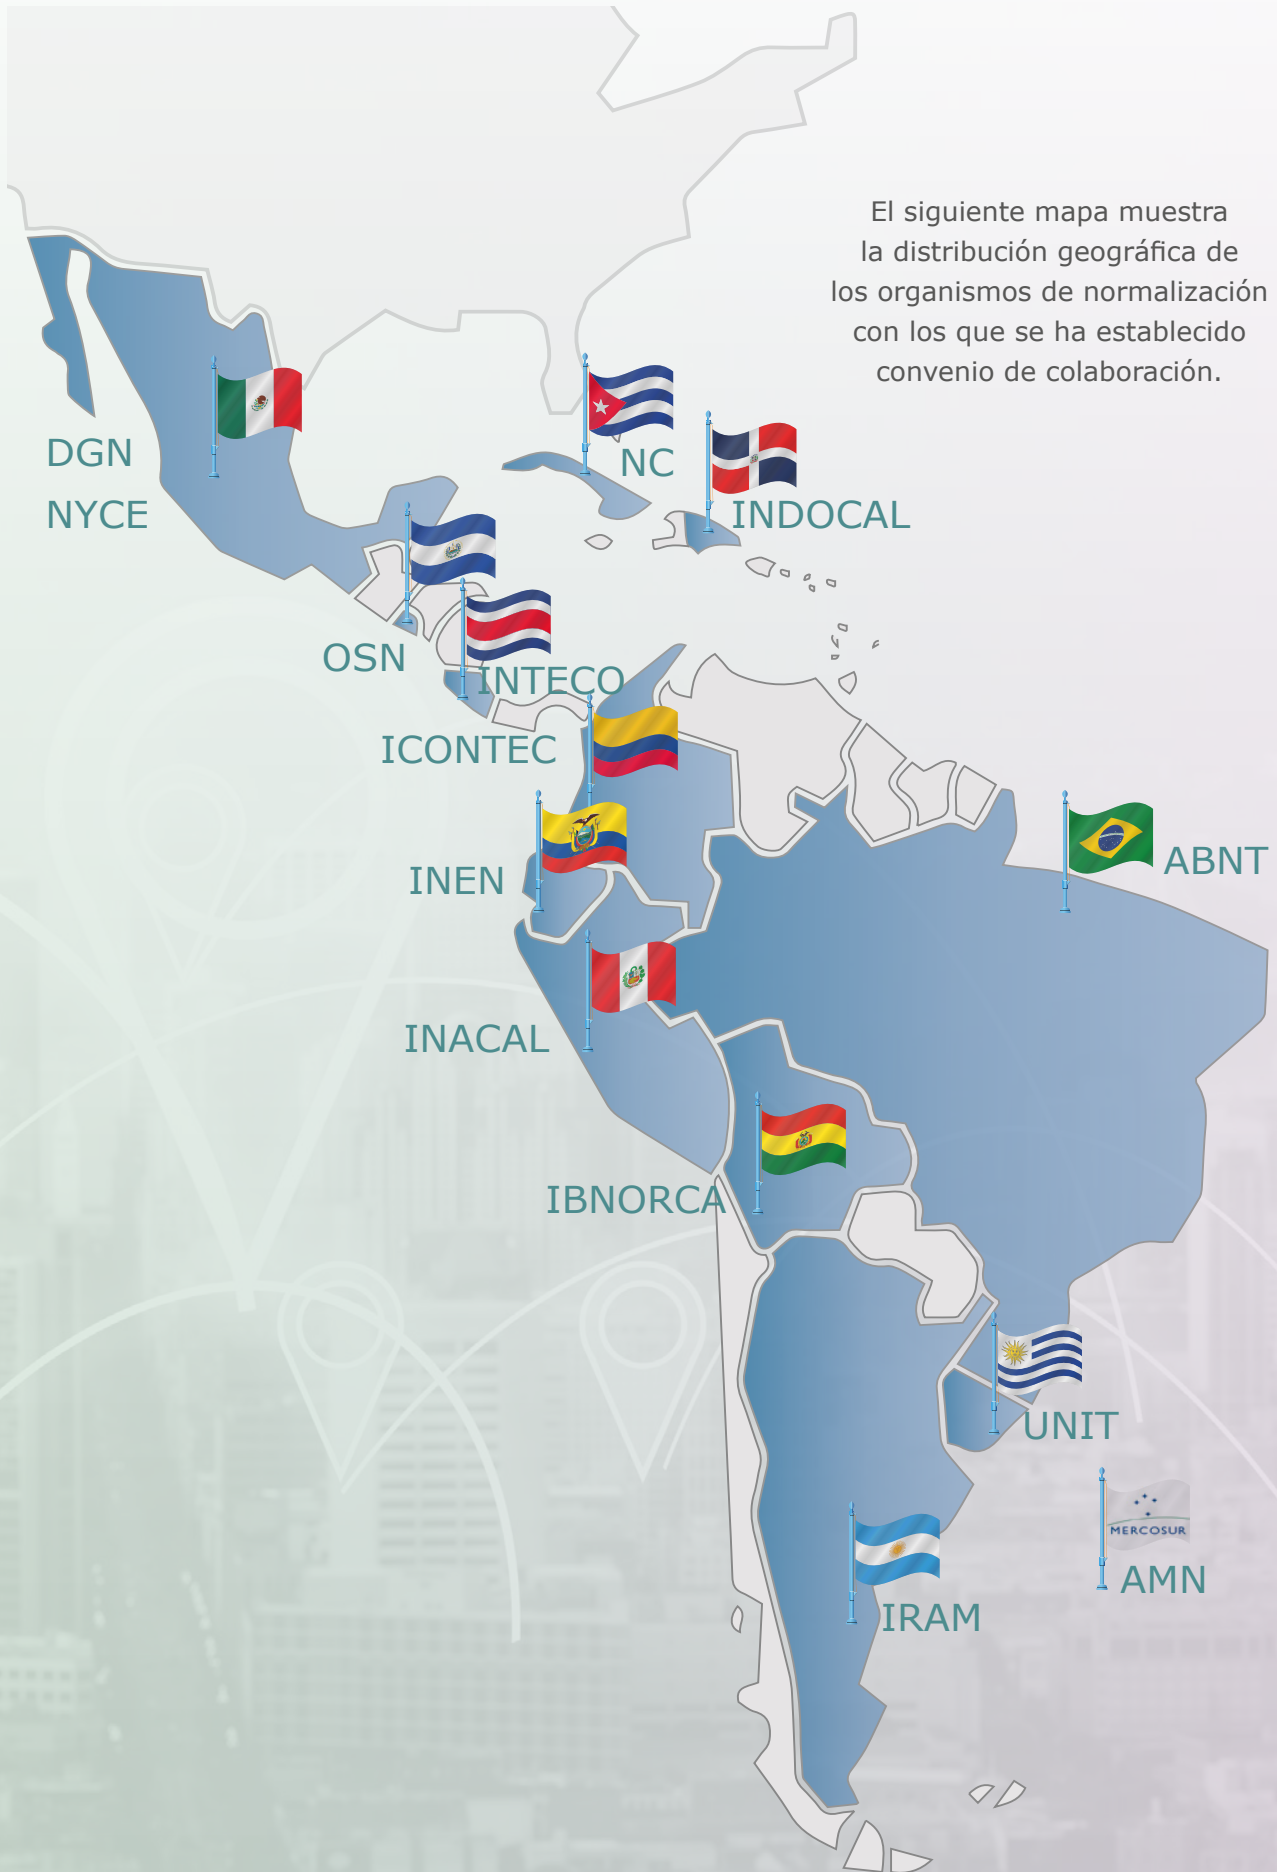 El siguiente mapa muestra
la distribución geográfica de
los organismos de normalización
con los que se ha establecido
convenio de colaboración.
DGN
NYCE
NC
INDOCAL
OSN
INTECO
ICONTEC
INEN
ABNT
INACAL
IBNORCA
UNIT
MERCOSUR
AMN
IRAM